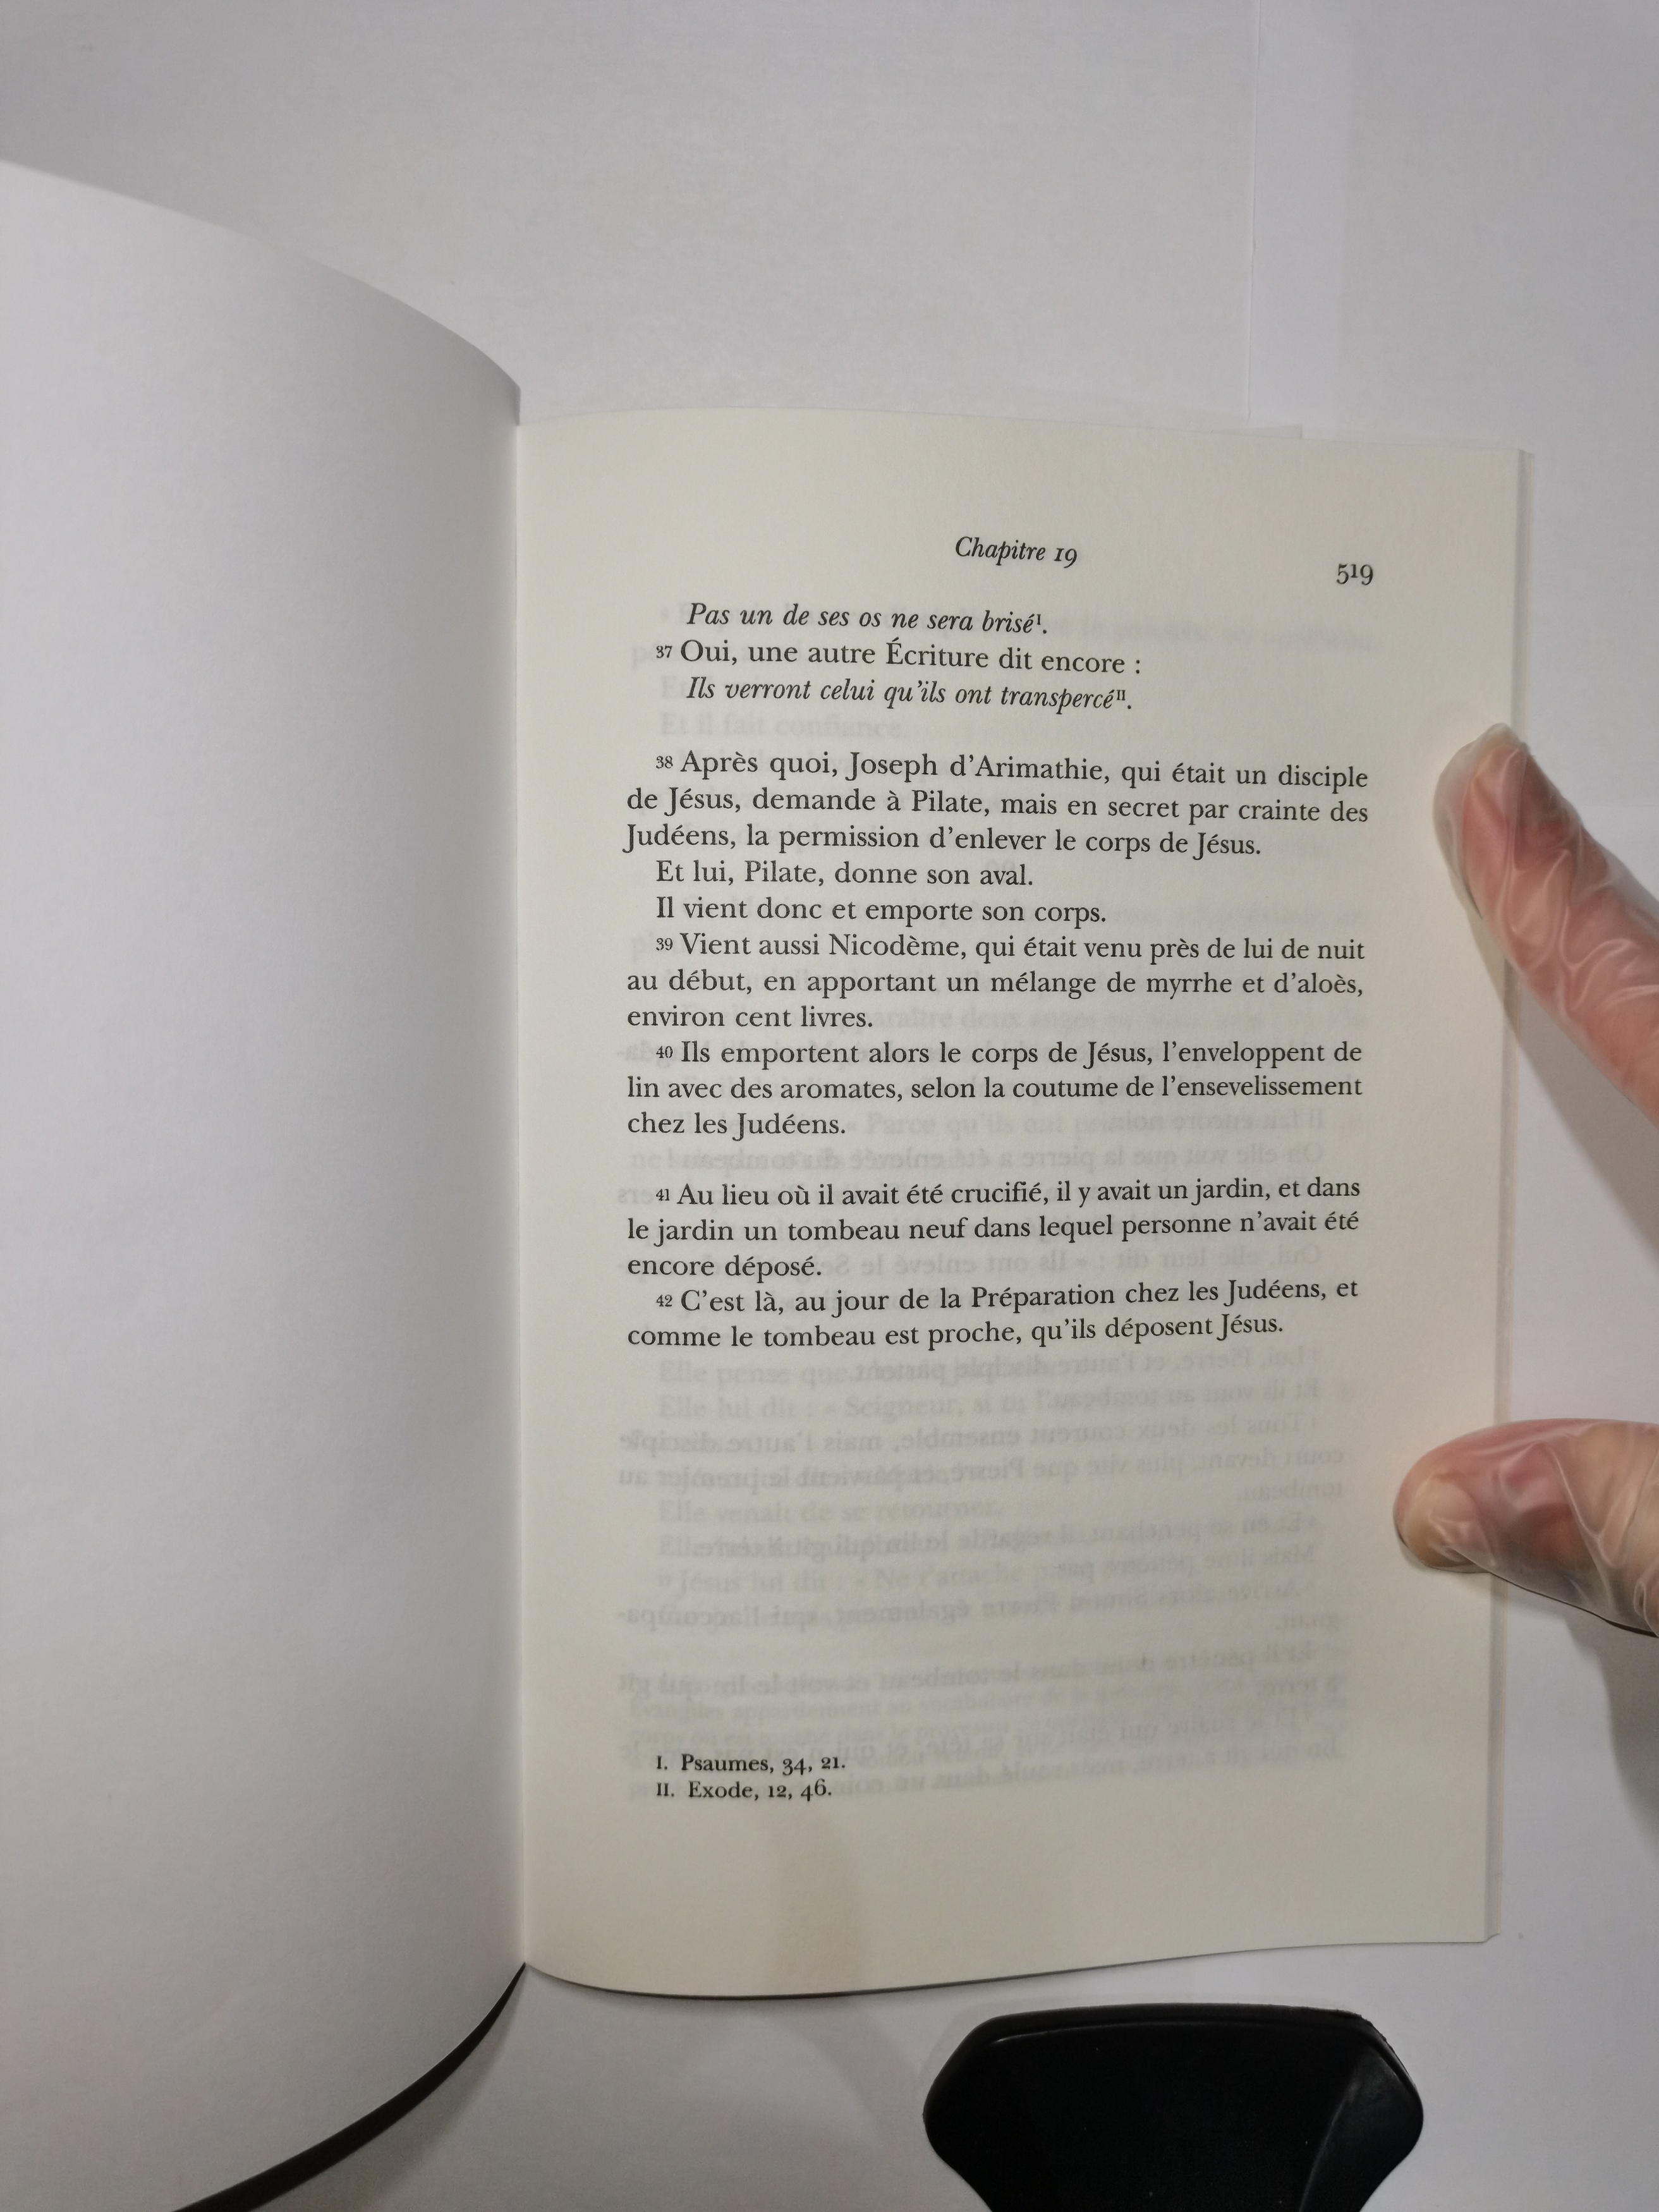 Chapitre 19
519
Pas un de ses os ne sera brisé¹.
37 Oui, une autre Écriture dit encore :
Ils verront celui qu'ils ont transpercéᴵᴵ.
38 Après quoi, Joseph d'Arimathie, qui était un disciple
de Jésus, demande à Pilate, mais en secret par crainte des
Judéens, la permission d'enlever le corps de Jésus.
Et lui, Pilate, donne son aval.
Il vient donc et emporte son corps.
39 Vient aussi Nicodème, qui était venu près de lui de nuit
au début, en apportant un mélange de myrrhe et d'aloès,
environ cent livres.
40 Ils emportent alors le corps de Jésus, l'enveloppent de
lin avec des aromates, selon la coutume de l'ensevelissement
chez les Judéens.
41 Au lieu où il avait été crucifié, il y avait un jardin, et dans
le jardin un tombeau neuf dans lequel personne n'avait été
encore déposé.
42 C'est là, au jour de la Préparation chez les Judéens, et
comme le tombeau est proche, qu'ils déposent Jésus.
I. Psaumes, 34, 21.
II. Exode, 12, 46.